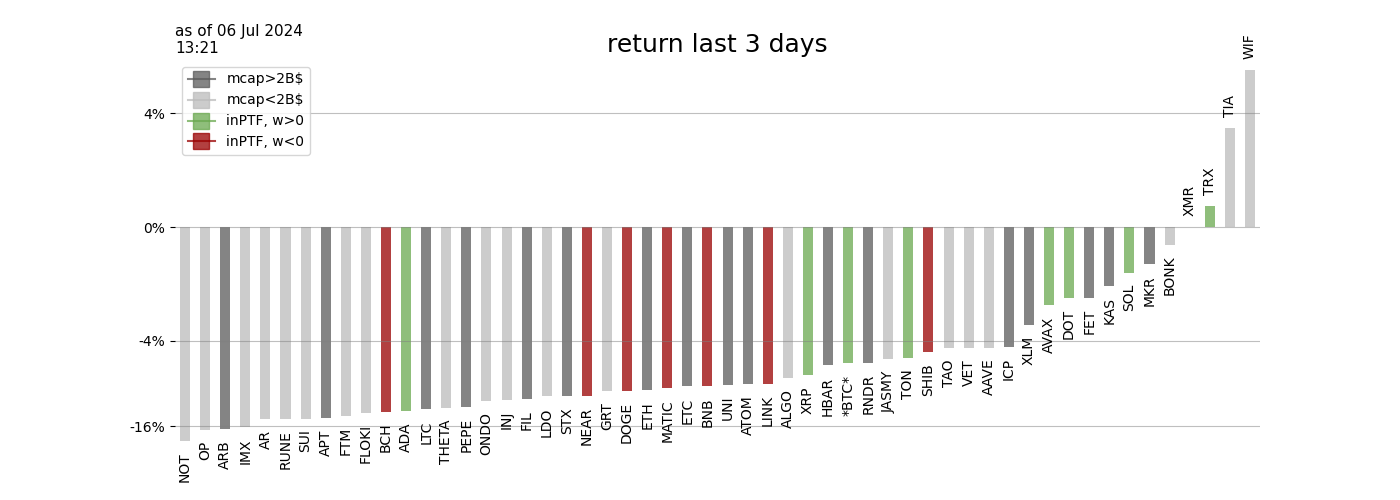 as of 06 Jul 2024
13:21
return last 3 days
mcap>2B$
mcap<2B$
inPTF, w>0
inPTF, w<0
4%
0%
-4%
-16%
NOT
OP
ARB
IMX
AR
RUNE
SUI
APT
FTM
FLOKI
BCH
ADA
LTC
THETA
PEPE
ONDO
INJ
FIL
LDO
STX
NEAR
GRT
DOGE
ETH
MATIC
ETC
BNB
UNI
ATOM
LINK
ALGO
XRP
HBAR
*BTC*
RNDR
JASMY
TON
SHIB
TAO
VET
AAVE
ICP
XLM
AVAX
DOT
FET
KAS
SOL
MKR
BONK
XMR
TRX
TIA
WIF